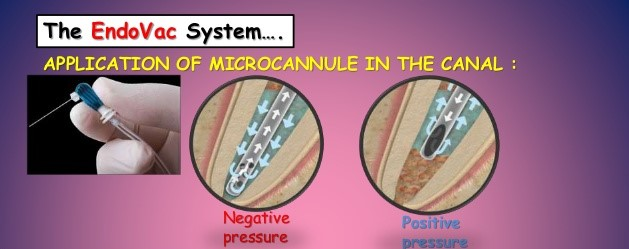 The EndoVac System....
APPLICATION OF MICROCANNULE IN THE CANAL :
Negative
pressure
Positive
pressure